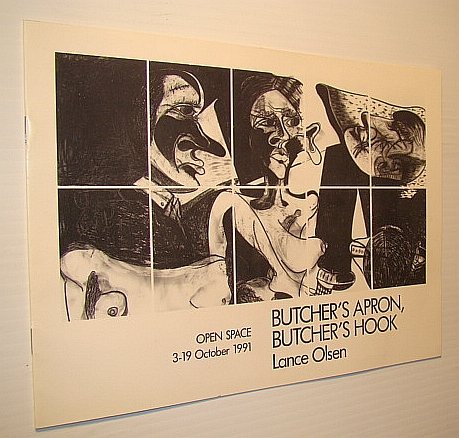 OPEN SPACE
3-19 October 1991
BUTCHER'S APRON,
BUTCHER'S HOOK
Lance Olsen